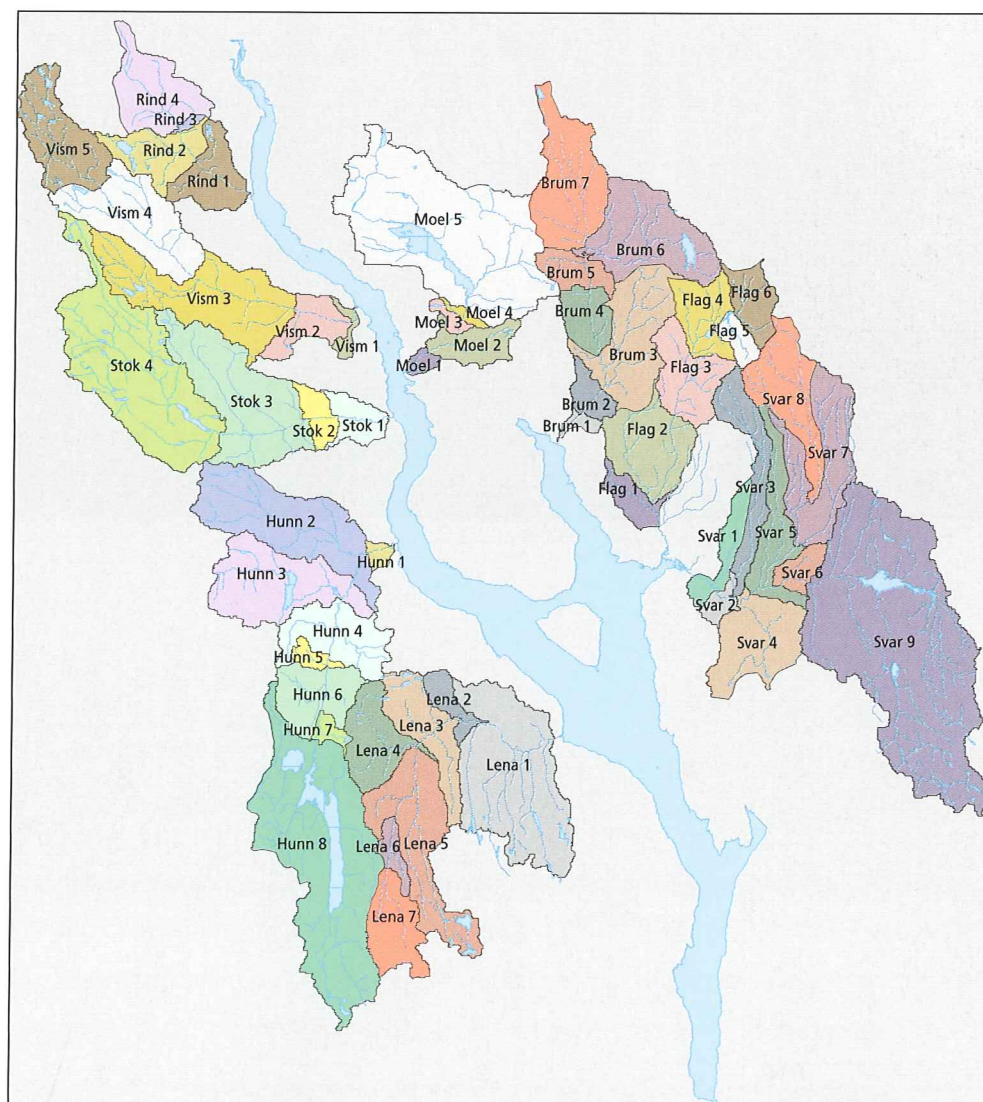 Rind 4
Rind 3
Vism 5
Rind 2
Rind 1
Vism 4
Moel 5
Brum 7
Brum 6
Brum 5
Vism 3
Flag 4
Flag 6
Brum 4
Moel 4
Moel 3
Vism 2
Flag 5
Vism 1
Moel 2
Brum 3
Stok 4
Moel 1
Flag 3
Svar 8
Stok 3
Brum 2
Stok 1
Stok 2
Brum 1
Flag 2
Svar 7
Svar 3
Flag 1
Hunn 2
Svar 1
Svar 5
Hunn 1
Hunn 3
Svar 6
Svar 2
Hunn 4
Svar 4
Svar 9
Hunn 5
Hunn 6
Lena 2
Lena 3
Hunn 7
Lena 4
Lena 1
Hunn 8
Lena 6
Lena 5
Lena 7